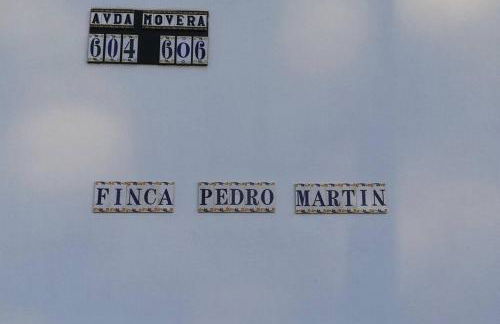 AVDA MOVERA
604 606
FINCA PEDRO MARTIN